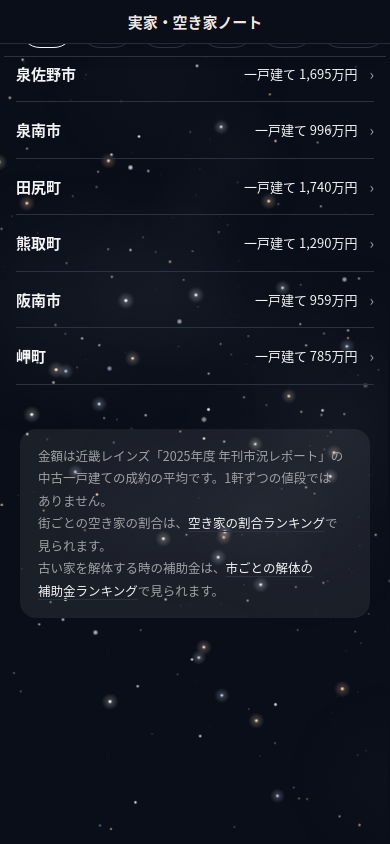 実家・空き家ノート
泉佐野市 一戸建て 1,695万円 ›
泉南市 一戸建て 996万円 ›
田尻町 一戸建て 1,740万円 ›
熊取町 一戸建て 1,290万円 ›
阪南市 一戸建て 959万円 ›
岬町 一戸建て 785万円 ›
金額は近畿レインズ「2025年度 年刊市況レポート」の
中古一戸建ての成約の平均です。1軒ずつの値段では
ありません。
街ごとの空き家の割合は、空き家の割合ランキングで
見られます。
古い家を解体する時の補助金は、市ごとの解体の
補助金ランキングで見られます。